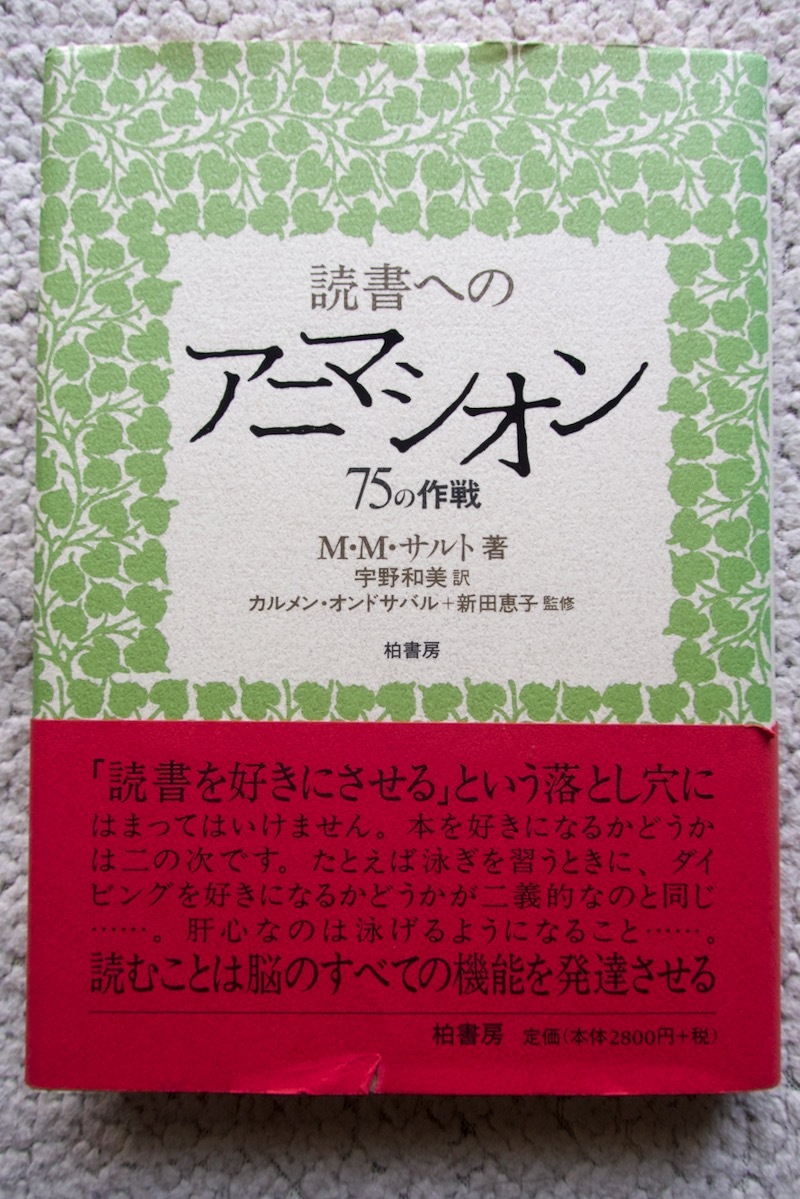 読書への
アニマシオン
75の作戦
M・M・サルト 著
宇野和美 訳
カルメン・オンドサバル＋新田恵子 監修
柏書房
「読書を好きにさせる」という落とし穴に
はまってはいけません。本を好きになるかどうか
は二の次です。たとえば泳ぎを習うときに、ダイ
ビングを好きになるかどうかが二義的なのと同じ
……。肝心なのは泳げるようになること……。
読むことは脳のすべての機能を発達させる
柏書房 定価(本体2800円+税)